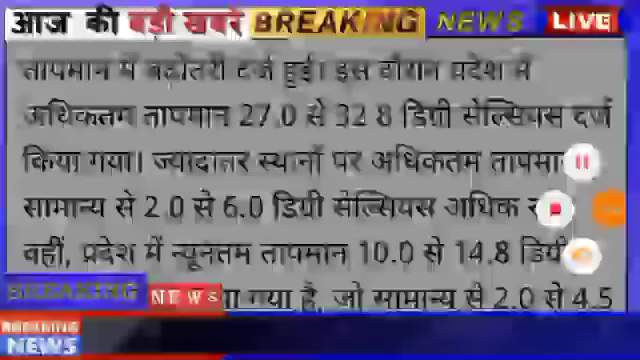 आज की बड़ी खबर BREAKING NEWS LIVE
तापमान में बढ़ोतरी दर्ज हुई। इस दौरान प्रदेश में
अधिकतम तापमान 27.0 से 32.8 डिग्री सेल्सियस दर्ज
किया गया। ज्यादातर स्थानों पर अधिकतम
सामान्य से 2.0 से 6.0 डिग्री सेल्सियस अधिक
वहीं, प्रदेश में न्यूनतम तापमान 10.0 से 14.8 डिग्री
BREAKING NEWS
गया है, जो सामान्य से 2.0 से 4.5
BREAKING
NEWS